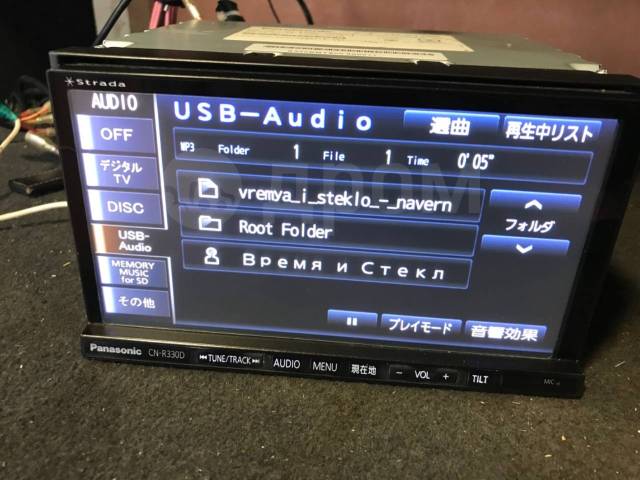 Strada
AUDIO
USB-Audio
選曲
再生中リスト
OFF
MP3 Folder 1 File 1 Time 0'05"
デジタル
TV
vremya_i_steklo_-_navern
DISC
Root Folder
フォルダ
USB-
Audio
Время и Стекл
MEMORY
MUSIC
for SD
その他
プレイモード
音響効果
Panasonic CN-R330D TUNE/TRACK AUDIO MENU 現在地 - VOL + TILT MIC
ДРОМ